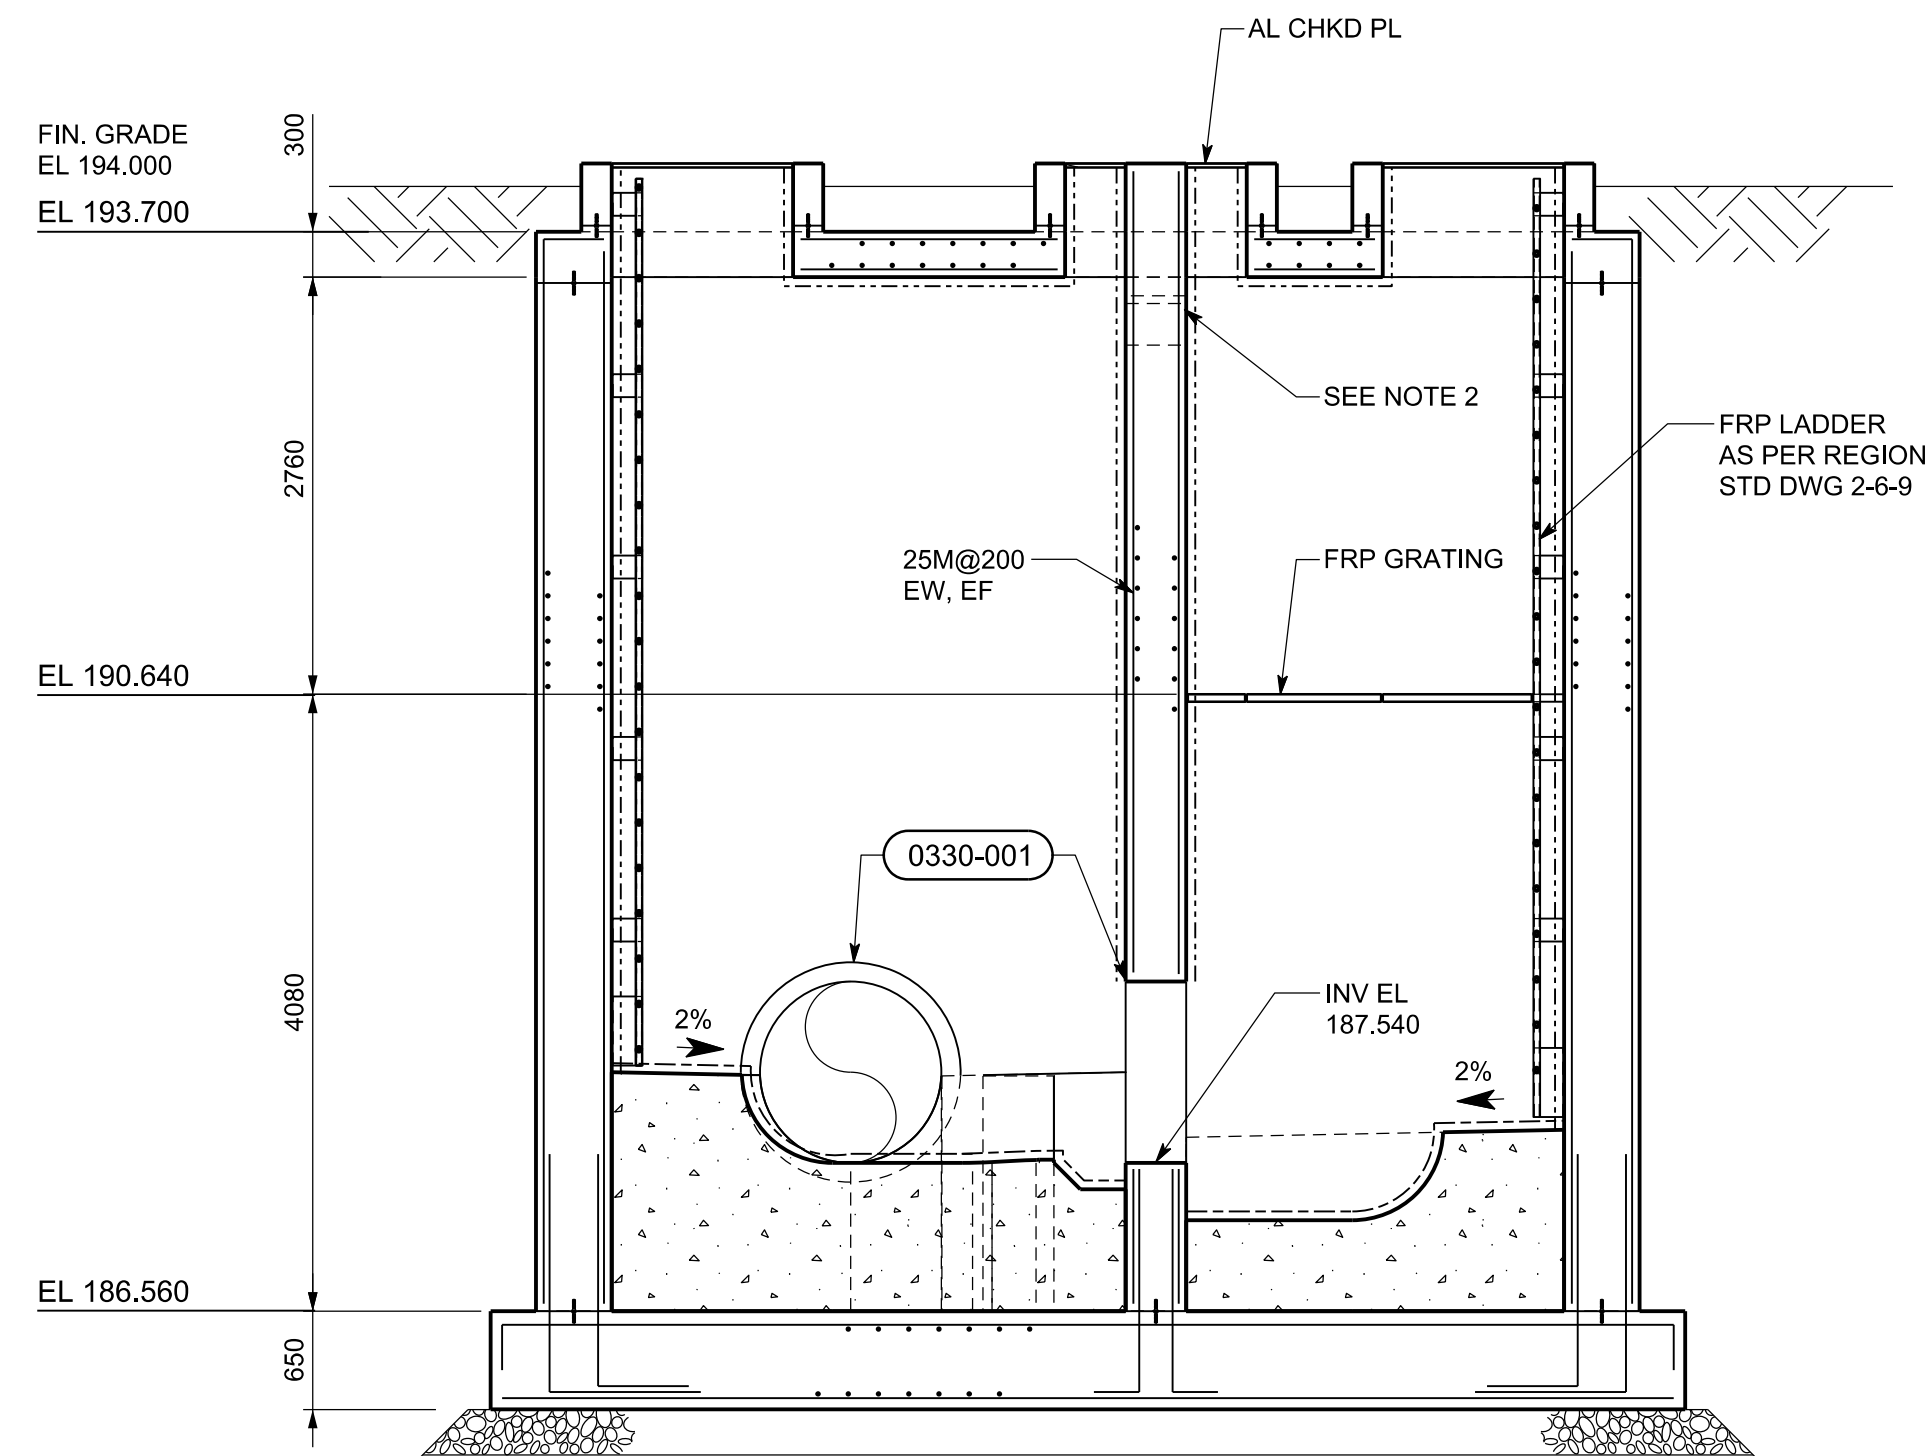 AL CHKD PL
FIN. GRADE
EL 194.000
300
EL 193.700
2760
SEE NOTE 2
FRP LADDER
AS PER REGION
STD DWG 2-6-9
25M@200
EW, EF
FRP GRATING
EL 190.640
0330-001
4080
INV EL
187.540
2%
2%
EL 186.560
650